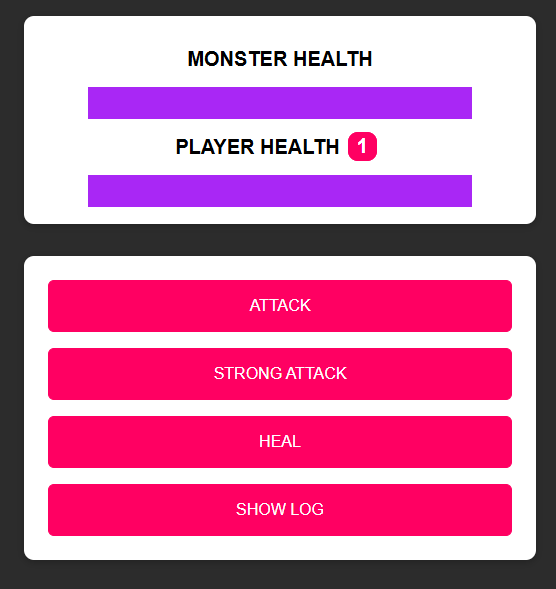 MONSTER HEALTH
PLAYER HEALTH 1
ATTACK
STRONG ATTACK
HEAL
SHOW LOG